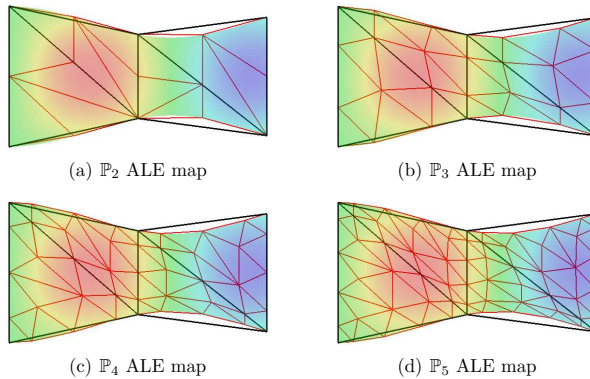 (a) ℙ₂ ALE map
(b) ℙ₃ ALE map
(c) ℙ₄ ALE map
(d) ℙ₅ ALE map